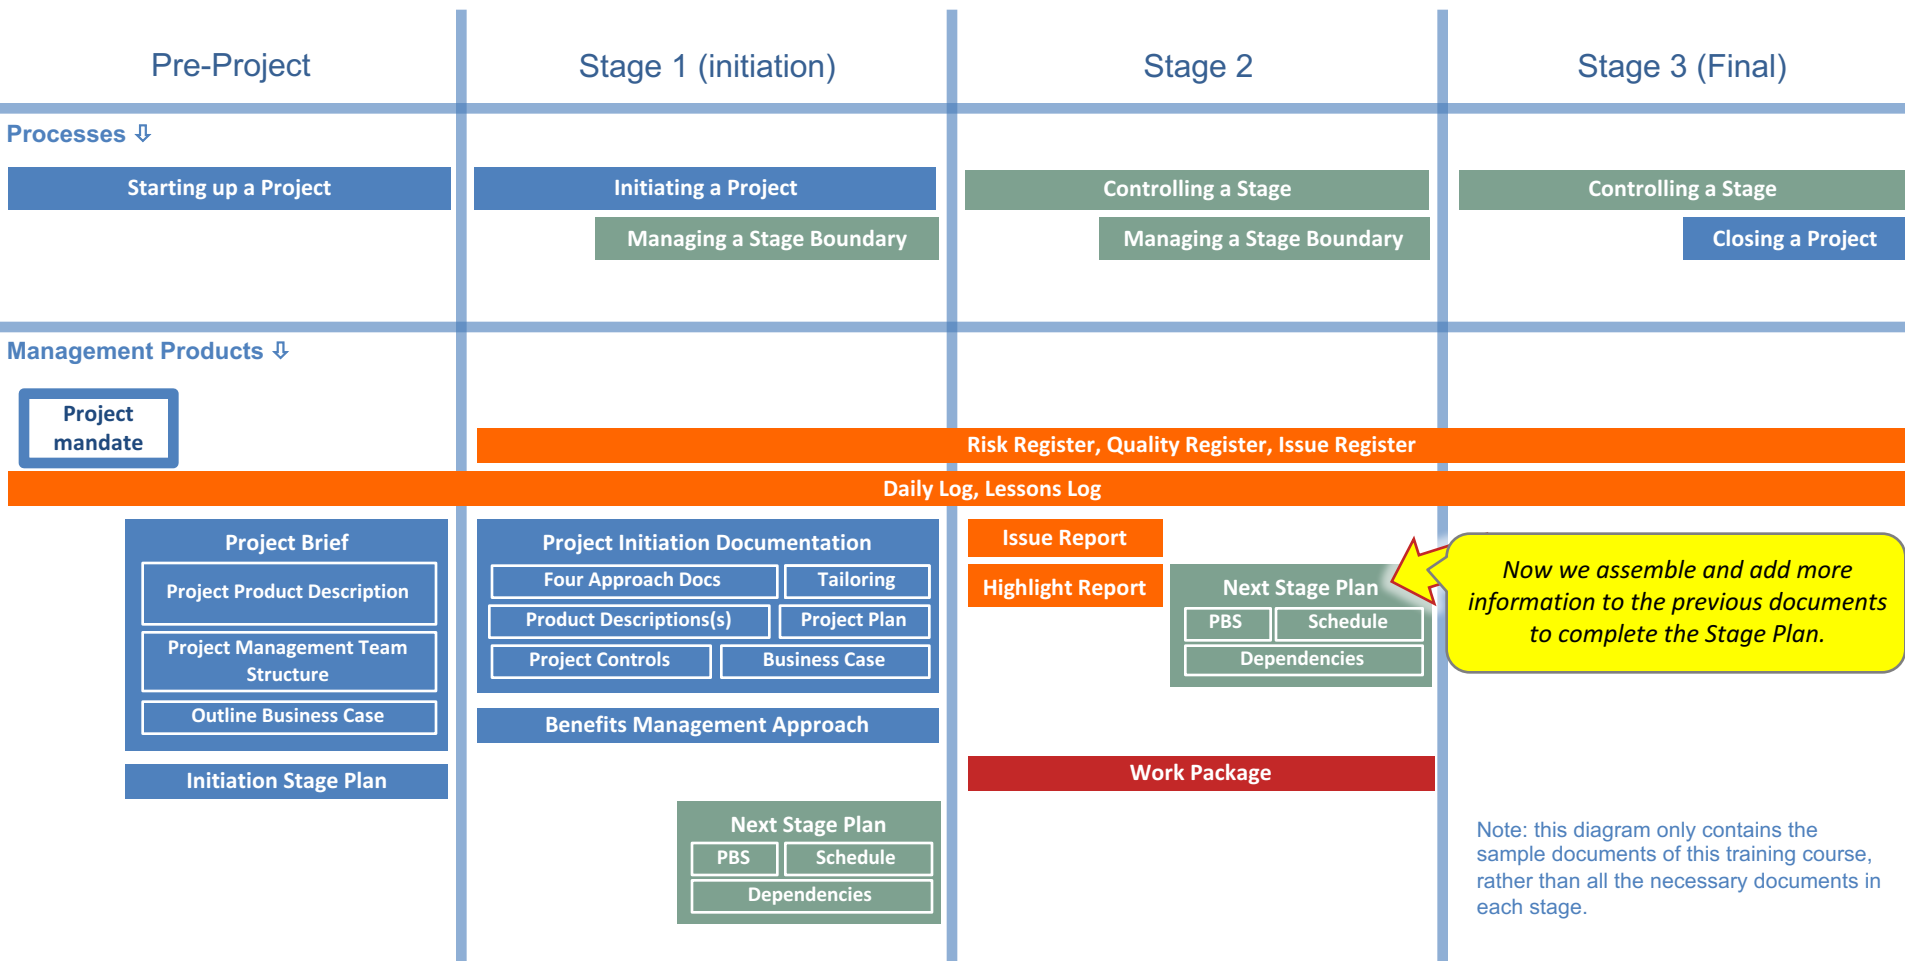 Pre-Project
Stage 1 (initiation)
Stage 2
Stage 3 (Final)
Processes ⇩
Starting up a Project
Initiating a Project
Controlling a Stage
Controlling a Stage
Managing a Stage Boundary
Managing a Stage Boundary
Closing a Project
Management Products ⇩
Project
mandate
Risk Register, Quality Register, Issue Register
Daily Log, Lessons Log
Project Brief
Project Product Description
Project Management Team
Structure
Outline Business Case
Initiation Stage Plan
Project Initiation Documentation
Four Approach Docs
Tailoring
Product Descriptions(s)
Project Plan
Project Controls
Business Case
Benefits Management Approach
Next Stage Plan
PBS
Schedule
Dependencies
Issue Report
Highlight Report
Next Stage Plan
PBS
Schedule
Dependencies
Work Package
Now we assemble and add more
information to the previous documents
to complete the Stage Plan.
Note: this diagram only contains the
sample documents of this training course,
rather than all the necessary documents in
each stage.